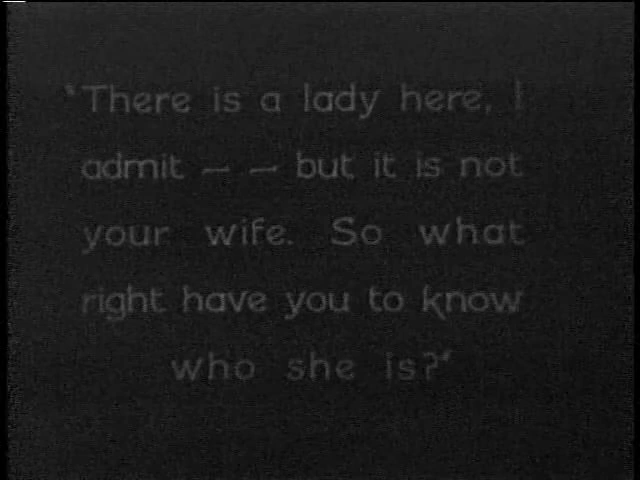 "There is a lady here, I
admit — — but it is not
your wife. So what
right have you to know
who she is?"